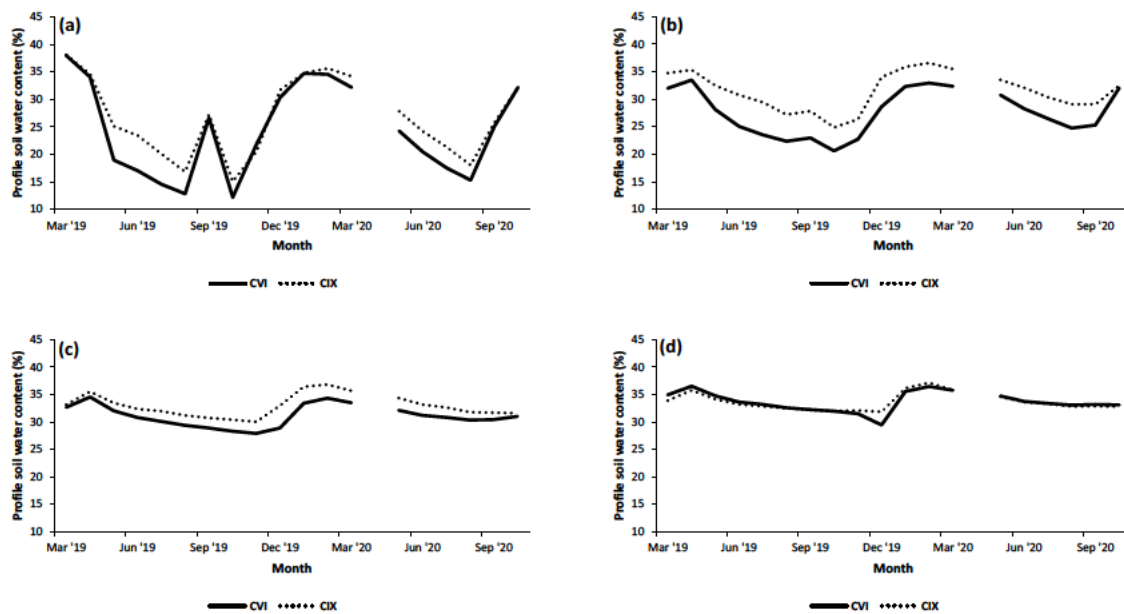 (a)
Profile soil water content (%)
45
40
35
30
25
20
15
10
Mar '19 Jun '19 Sep '19 Dec '19 Mar '20 Jun '20 Sep '20
Month
CVI CIX
(b)
Profile soil water content (%)
45
40
35
30
25
20
15
10
Mar '19 Jun '19 Sep '19 Dec '19 Mar '20 Jun '20 Sep '20
Month
CVI CIX
(c)
Profile soil water content (%)
45
40
35
30
25
20
15
10
Mar '19 Jun '19 Sep '19 Dec '19 Mar '20 Jun '20 Sep '20
Month
CVI CIX
(d)
Profile soil water content (%)
45
40
35
30
25
20
15
10
Mar '19 Jun '19 Sep '19 Dec '19 Mar '20 Jun '20 Sep '20
Month
CVI CIX